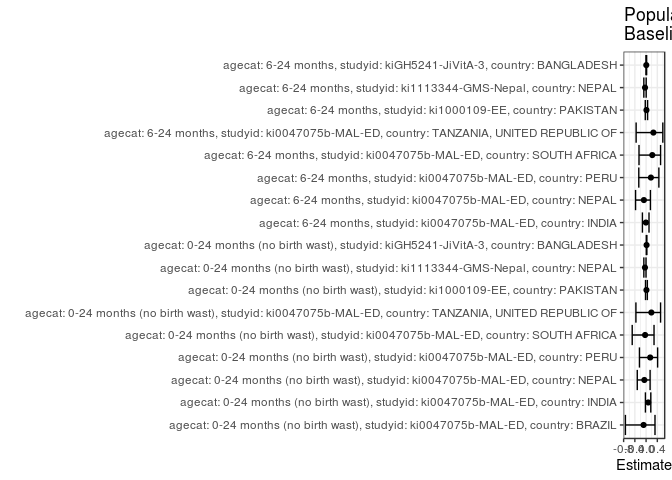 Popula
Baseli
agecat: 6-24 months, studyid: kiGH5241-JiVitA-3, country: BANGLADESH
agecat: 6-24 months, studyid: ki1113344-GMS-Nepal, country: NEPAL
agecat: 6-24 months, studyid: ki1000109-EE, country: PAKISTAN
agecat: 6-24 months, studyid: ki0047075b-MAL-ED, country: TANZANIA, UNITED REPUBLIC OF
agecat: 6-24 months, studyid: ki0047075b-MAL-ED, country: SOUTH AFRICA
agecat: 6-24 months, studyid: ki0047075b-MAL-ED, country: PERU
agecat: 6-24 months, studyid: ki0047075b-MAL-ED, country: NEPAL
agecat: 6-24 months, studyid: ki0047075b-MAL-ED, country: INDIA
agecat: 0-24 months (no birth wast), studyid: kiGH5241-JiVitA-3, country: BANGLADESH
agecat: 0-24 months (no birth wast), studyid: ki1113344-GMS-Nepal, country: NEPAL
agecat: 0-24 months (no birth wast), studyid: ki1000109-EE, country: PAKISTAN
agecat: 0-24 months (no birth wast), studyid: ki0047075b-MAL-ED, country: TANZANIA, UNITED REPUBLIC OF
agecat: 0-24 months (no birth wast), studyid: ki0047075b-MAL-ED, country: SOUTH AFRICA
agecat: 0-24 months (no birth wast), studyid: ki0047075b-MAL-ED, country: PERU
agecat: 0-24 months (no birth wast), studyid: ki0047075b-MAL-ED, country: NEPAL
agecat: 0-24 months (no birth wast), studyid: ki0047075b-MAL-ED, country: INDIA
agecat: 0-24 months (no birth wast), studyid: ki0047075b-MAL-ED, country: BRAZIL
0.4
Estimate